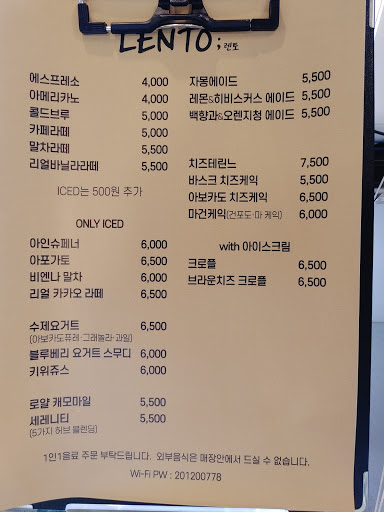 LENTO; 렌토
에스프레소 4,000
아메리카노 4,000
콜드브루 5,000
카페라떼 5,000
말차라떼 5,500
리얼바닐라라떼 5,500
ICED는 500원 추가
ONLY ICED
아인슈페너 6,000
아포가토 6,500
비엔나 말차 6,000
리얼 카카오 라떼 6,500
수제요거트 6,500
(아보카도퓨레·그래놀라·과일)
블루베리 요거트 스무디 6,000
키위쥬스 6,000
로얄 캐모마일 5,500
세레니티 5,500
(5가지 허브 블렌딩)
자몽에이드 5,500
레몬&히비스커스 에이드 5,500
백향과&오렌지청 에이드 5,500
치즈테린느 7,500
바스크 치즈케익 5,500
아보카도 치즈케익 6,500
마건케익(건포도·마 케익) 6,000
with 아이스크림
크로플 6,500
브라운치즈 크로플 6,500
1인1음료 주문 부탁드립니다. 외부음식은 매장안에서 드실 수 없습니다.
Wi-Fi PW : 201200778